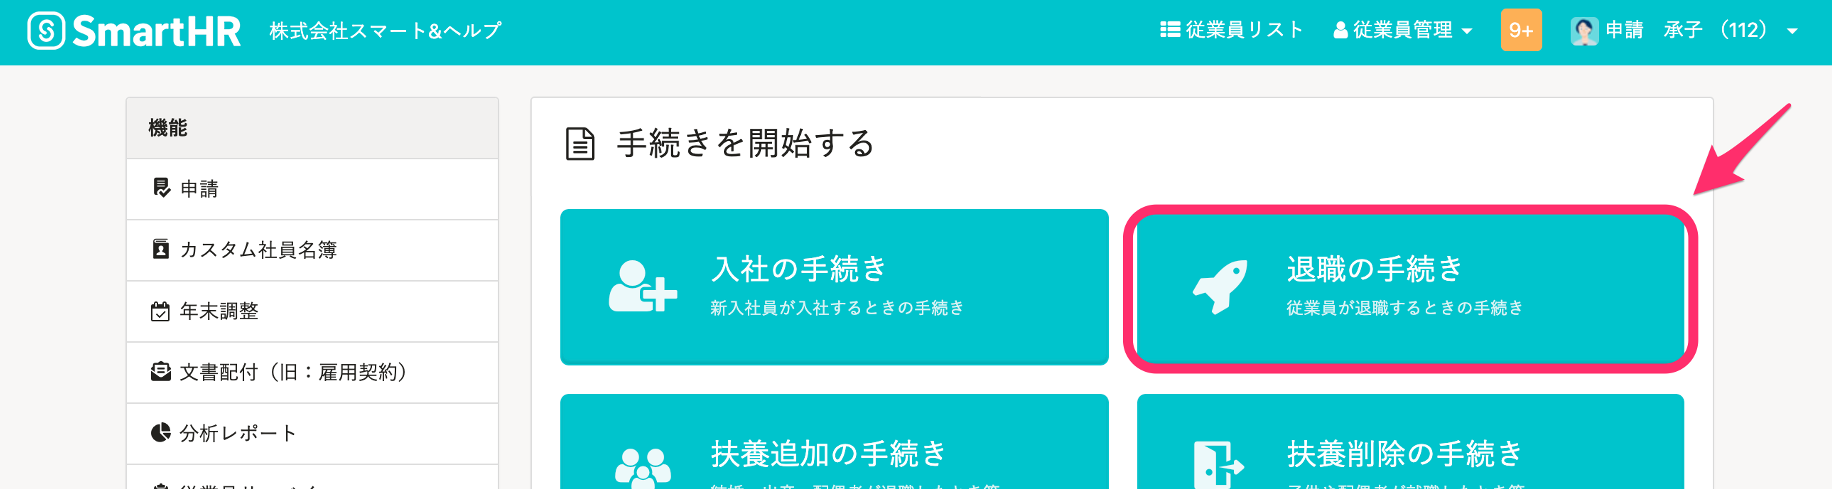 SmartHR 株式会社スマート&ヘルプ 従業員リスト 従業員管理 9+ 申請 承子 (112)
機能
申請
カスタム社員名簿
年末調整
文書配付(旧:雇用契約)
分析レポート
手続きを開始する
入社の手続き
新入社員が入社するときの手続き
退職の手続き
従業員が退職するときの手続き
扶養追加の手続き
扶養削除の手続き